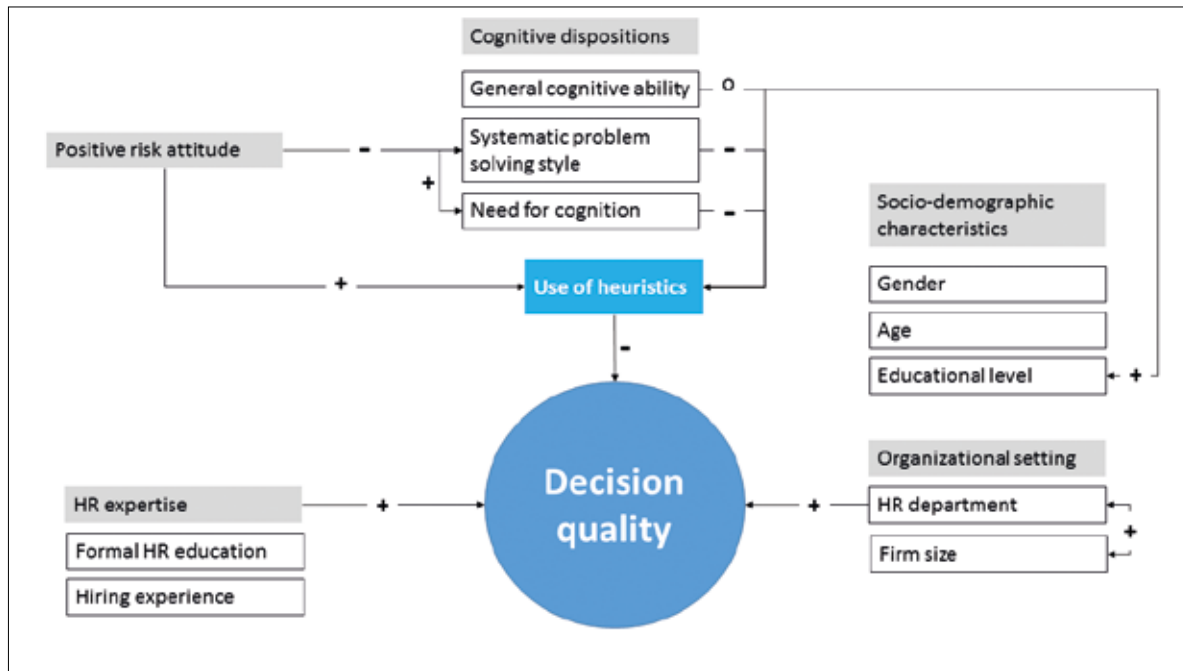 Cognitive dispositions
General cognitive ability
o
Positive risk attitude
-
Systematic problem
solving style
-
+
Need for cognition
-
Socio-demographic
characteristics
+
Use of heuristics
Gender
-
Age
Educational level
+
Decision
quality
Organizational setting
HR expertise
+
+
HR department
+
Formal HR education
Firm size
Hiring experience